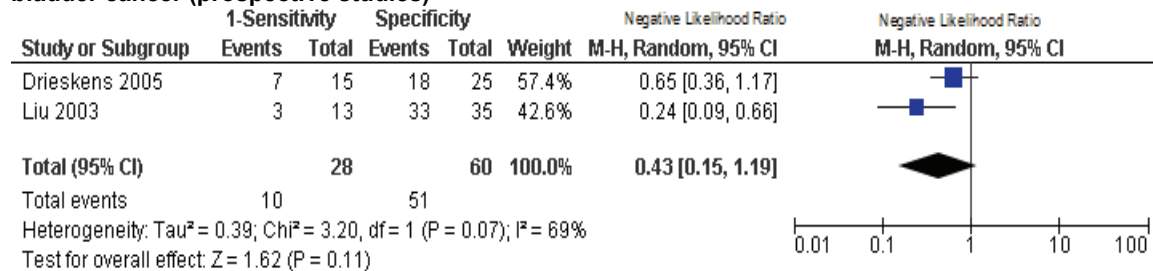 bladder cancer (prospective studies)
1-Sensitivity Specificity Negative Likelihood Ratio Negative Likelihood Ratio
Study or Subgroup Events Total Events Total Weight M-H, Random, 95% CI M-H, Random, 95% CI
Drieskens 2005 7 15 18 25 57.4% 0.65 [0.36, 1.17]
Liu 2003 3 13 33 35 42.6% 0.24 [0.09, 0.66]
Total (95% CI) 28 60 100.0% 0.43 [0.15, 1.19]
Total events 10 51
Heterogeneity: Tau² = 0.39; Chi² = 3.20, df = 1 (P = 0.07); I² = 69%
Test for overall effect: Z = 1.62 (P = 0.11)
0.01 0.1 1 10 100